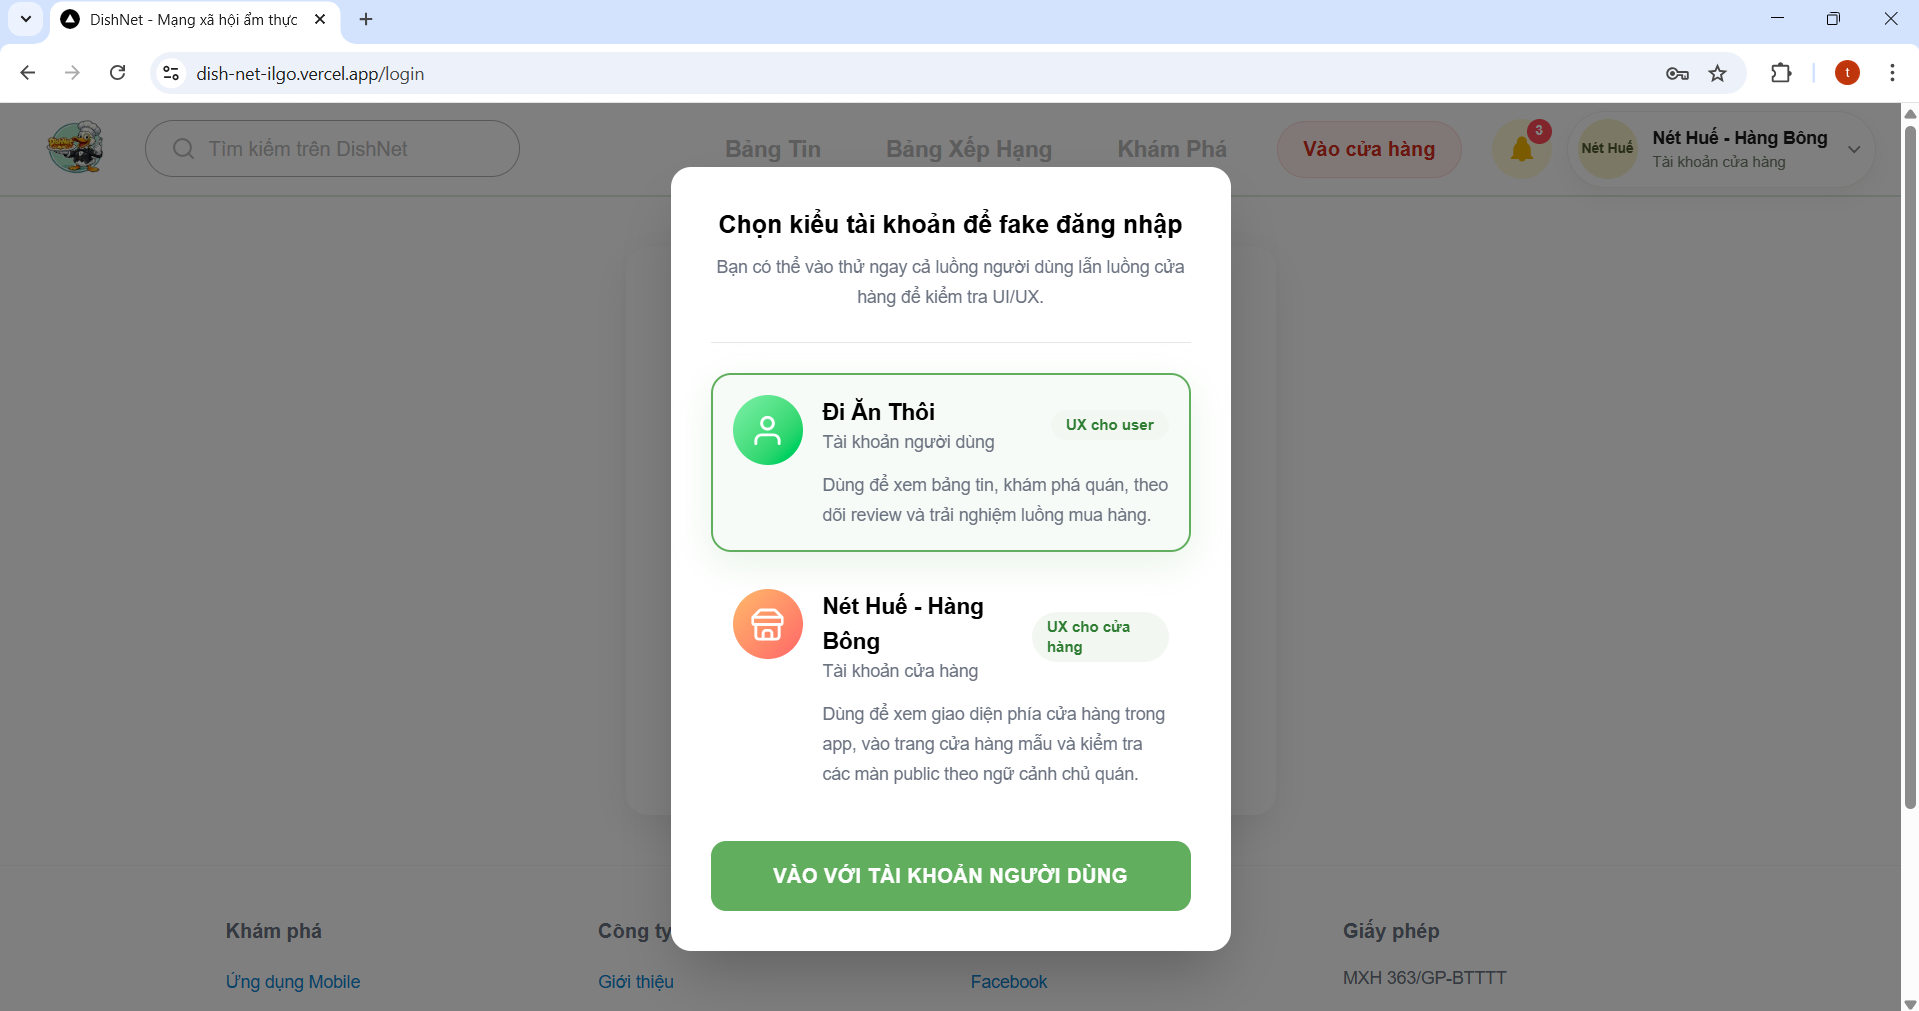 DishNet - Mạng xã hội ẩm thực
dish-net-ilgo.vercel.app/login
t
DishNet
Tìm kiếm trên DishNet
Bảng Tin
Bảng Xếp Hạng
Khám Phá
Vào cửa hàng
3
Nét Huế
Nét Huế - Hàng Bông
Tài khoản cửa hàng
Chọn kiểu tài khoản để fake đăng nhập
Bạn có thể vào thử ngay cả luồng người dùng lẫn luồng cửa
hàng để kiểm tra UI/UX.
Đi Ăn Thôi
Tài khoản người dùng
UX cho user
Dùng để xem bảng tin, khám phá quán, theo
dõi review và trải nghiệm luồng mua hàng.
Nét Huế - Hàng
Bông
Tài khoản cửa hàng
UX cho cửa
hàng
Dùng để xem giao diện phía cửa hàng trong
app, vào trang cửa hàng mẫu và kiểm tra
các màn public theo ngữ cảnh chủ quán.
VÀO VỚI TÀI KHOẢN NGƯỜI DÙNG
Khám phá
Công ty
Giấy phép
Ứng dụng Mobile
Giới thiệu
Facebook
MXH 363/GP-BTTTT